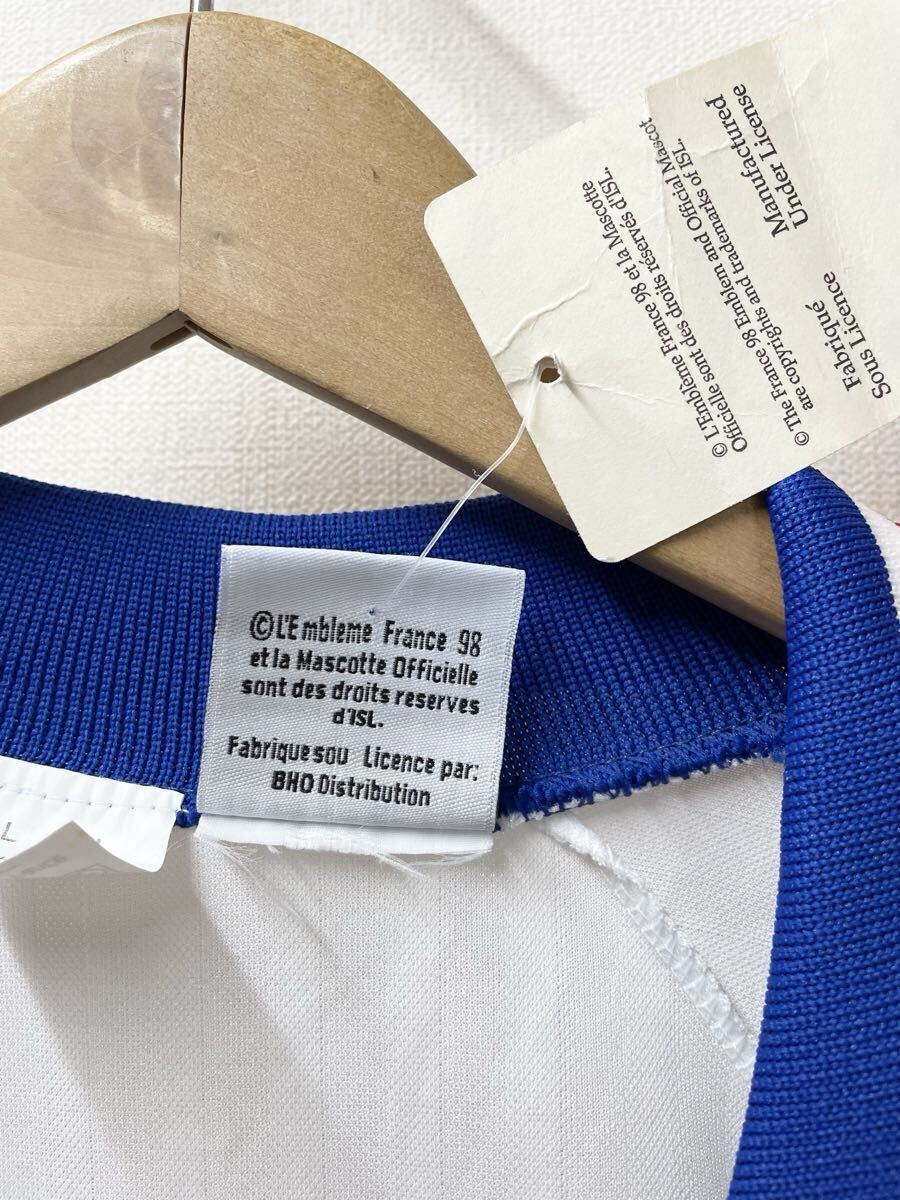 © L'Emblème France 98 et la Mascotte
Officielle sont des droits réservés d'ISL.
© The France 98 Emblem and Official Mascot
are copyrights and trademarks of ISL.
Fabriqué
Sous Licence
Manufactured
Under License
©L'E mbleme France 98
et la Mascotte Officielle
sont des droits reserves
d'ISL.
Fabrique sou Licence par:
BHO Distribution